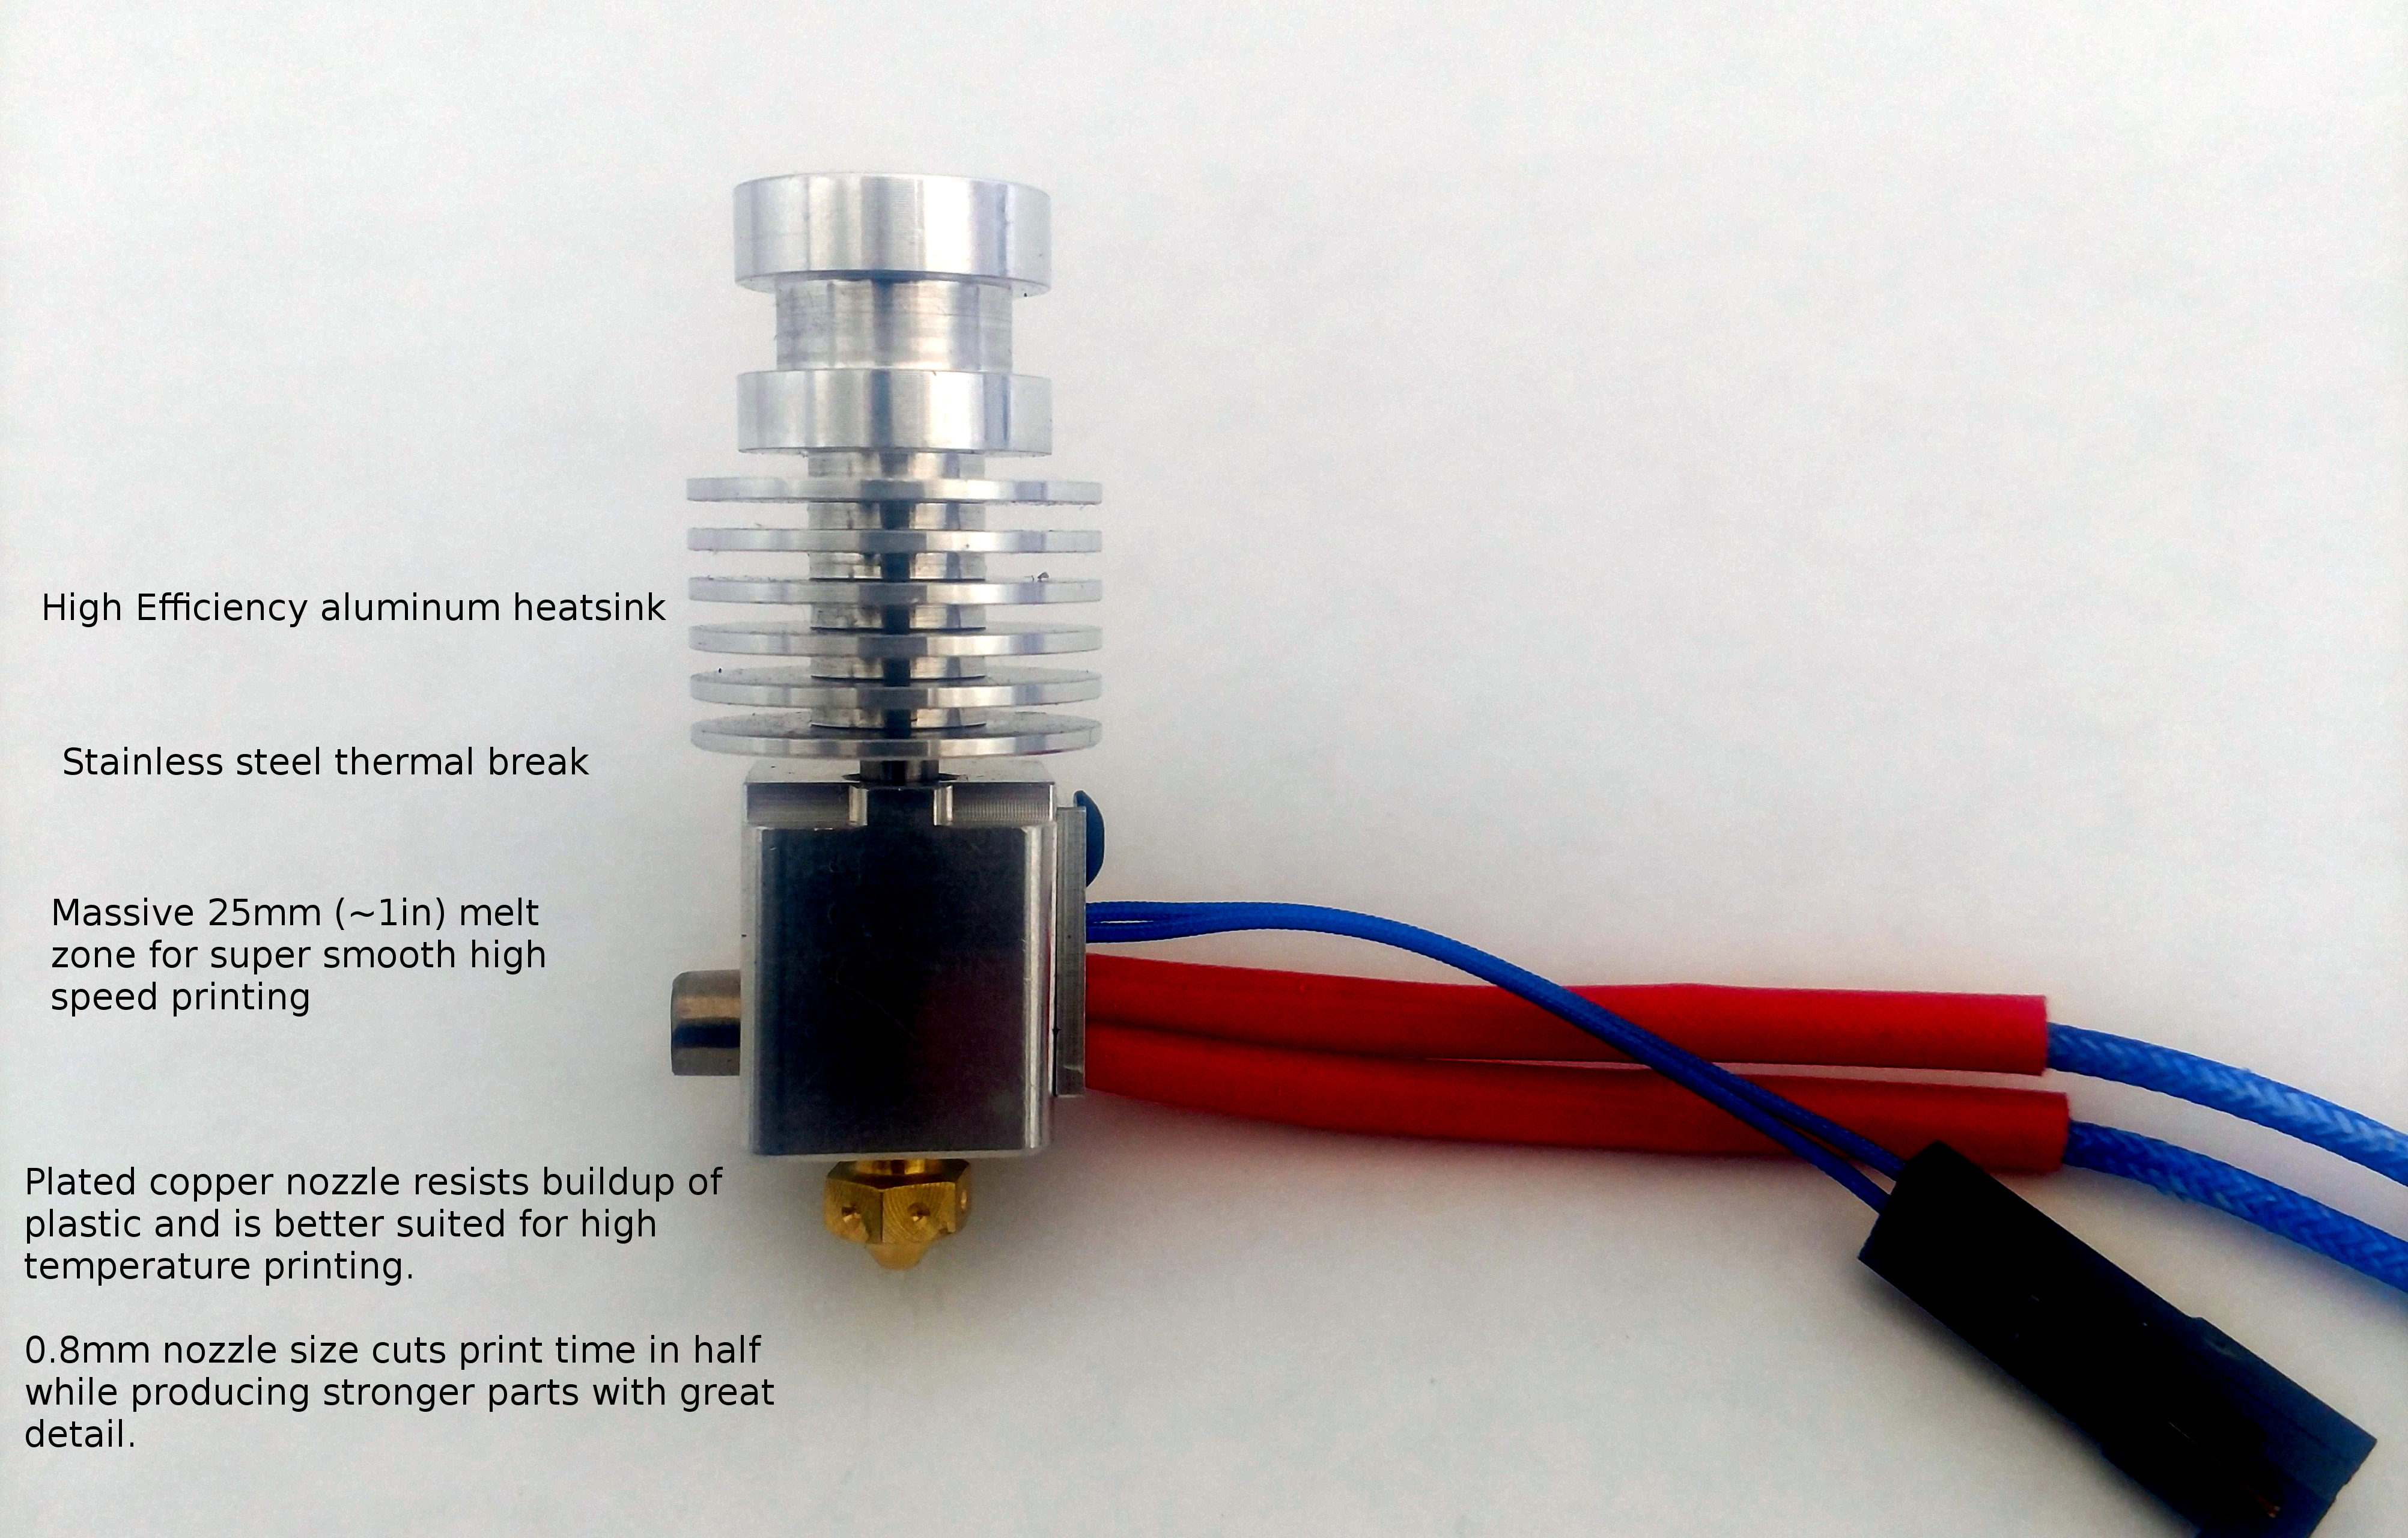 High Efficiency aluminum heatsink
Stainless steel thermal break
Massive 25mm (~1in) melt
zone for super smooth high
speed printing
Plated copper nozzle resists buildup of
plastic and is better suited for high
temperature printing.
0.8mm nozzle size cuts print time in half
while producing stronger parts with great
detail.